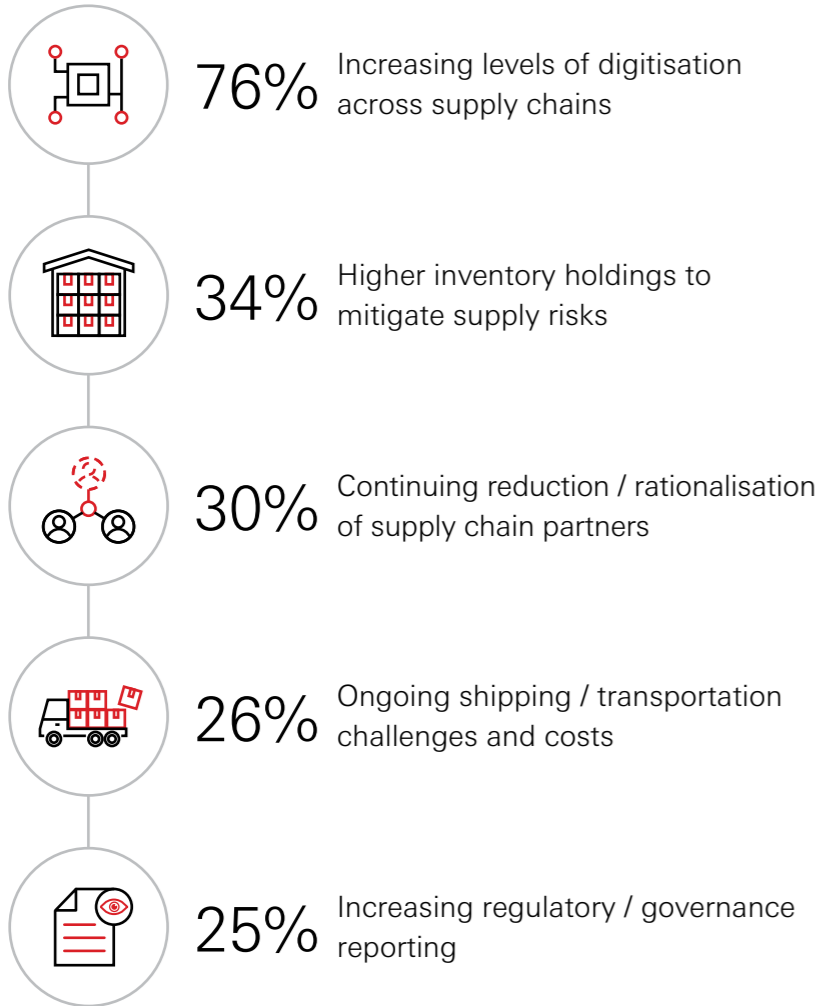 76%
Increasing levels of digitisation
across supply chains
34%
Higher inventory holdings to
mitigate supply risks
30%
Continuing reduction / rationalisation
of supply chain partners
26%
Ongoing shipping / transportation
challenges and costs
25%
Increasing regulatory / governance
reporting